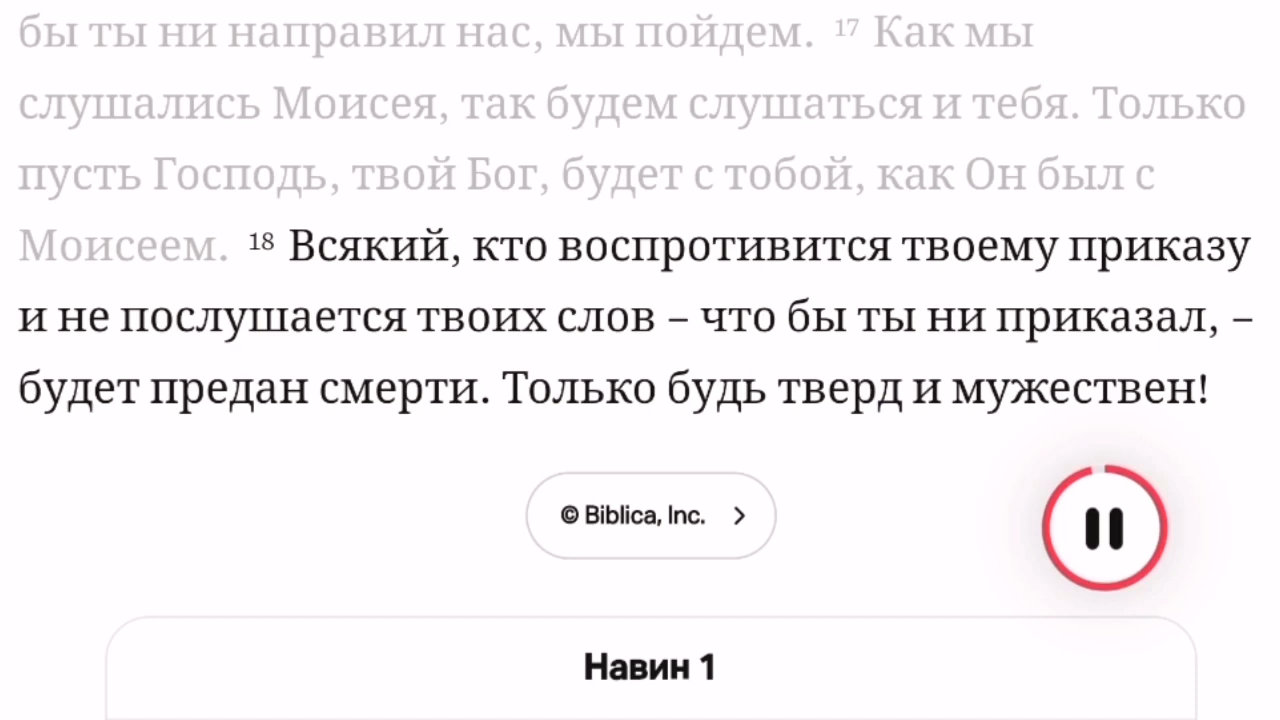 бы ты ни направил нас, мы пойдем. 17 Как мы
слушались Моисея, так будем слушаться и тебя. Только
пусть Господь, твой Бог, будет с тобой, как Он был с
Моисеем. 18 Всякий, кто воспротивится твоему приказу
и не послушается твоих слов – что бы ты ни приказал, –
будет предан смерти. Только будь тверд и мужествен!
© Biblica, Inc.
Навин 1